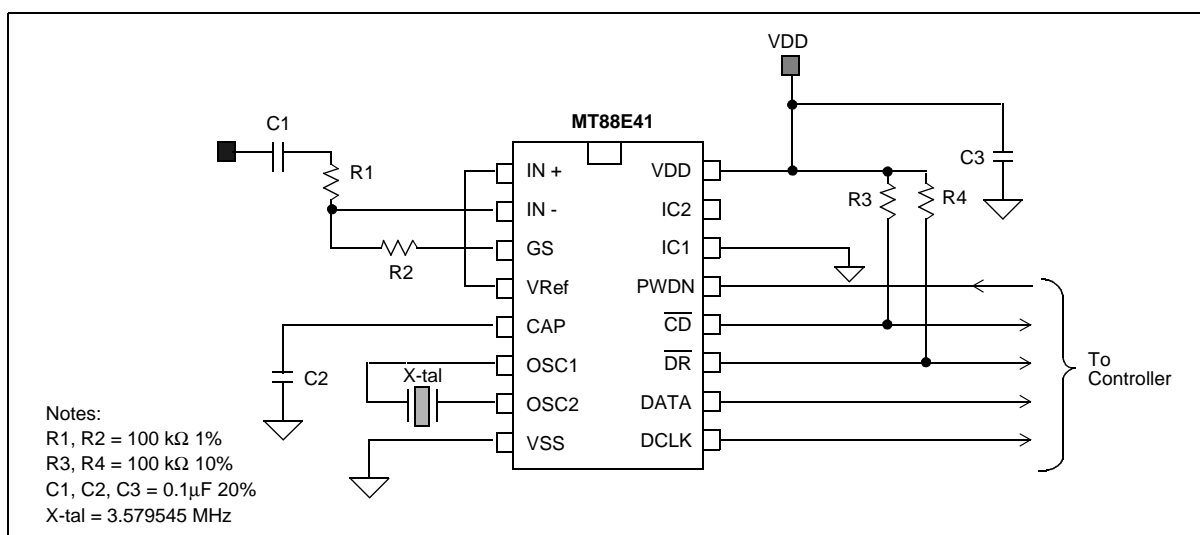 VDD
MT88E41
C1
R1
R2
C2
X-tal
IN +
IN -
GS
VRef
CAP
OSC1
OSC2
VSS
VDD
IC2
IC1
PWDN
CD
DR
DATA
DCLK
R3
R4
C3
To
Controller
Notes:
R1, R2 = 100 kΩ 1%
R3, R4 = 100 kΩ 10%
C1, C2, C3 = 0.1μF 20%
X-tal = 3.579545 MHz